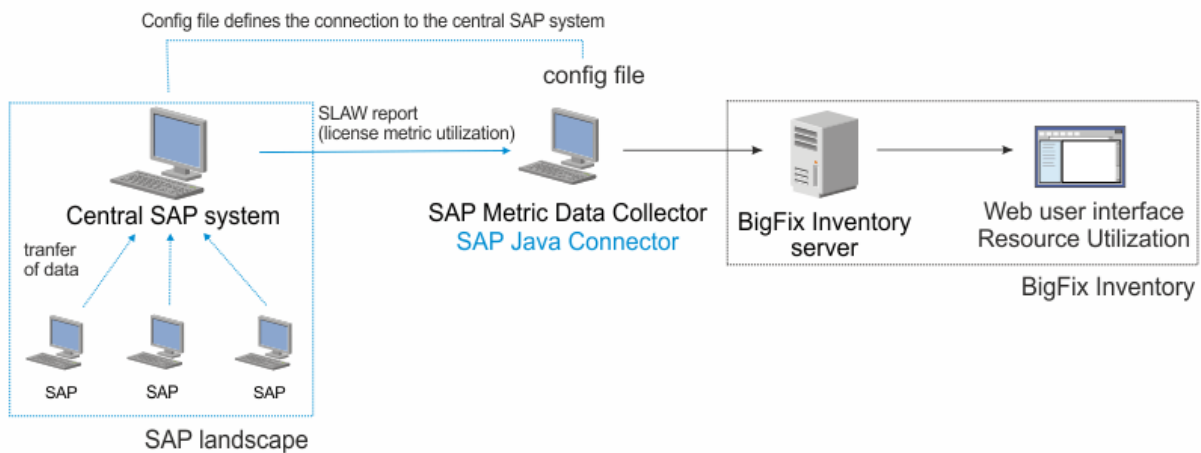 Config file defines the connection to the central SAP system
config file
SLAW report
(license metric utilization)
Central SAP system
SAP Metric Data Collector
SAP Java Connector
BigFix Inventory
server
Web user interface
Resource Utilization
BigFix Inventory
tranfer
of data
SAP
SAP
SAP
SAP landscape